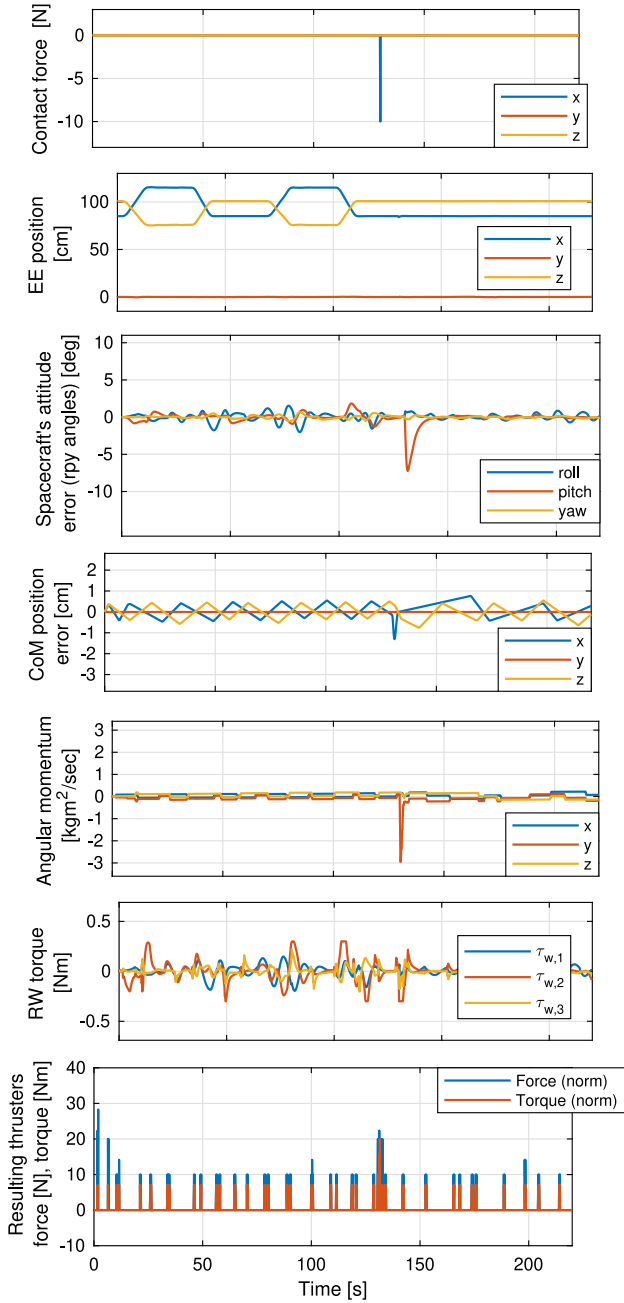 Contact force [N]
0
-5
-10
x
y
z
EE position
[cm]
100
50
0
x
y
z
Spacecraft's attitude
error (rpy angles) [deg]
10
5
0
-5
-10
roll
pitch
yaw
CoM position
error [cm]
2
1
0
-1
-2
-3
x
y
z
Angular momentum
[kgm²/sec]
3
2
1
0
-1
-2
-3
x
y
z
RW torque
[Nm]
0.5
0
-0.5
τw,1
τw,2
τw,3
Resulting thrusters
force [N], torque [Nm]
40
30
20
10
0
-10
Force (norm)
Torque (norm)
0 50 100 150 200
Time [s]